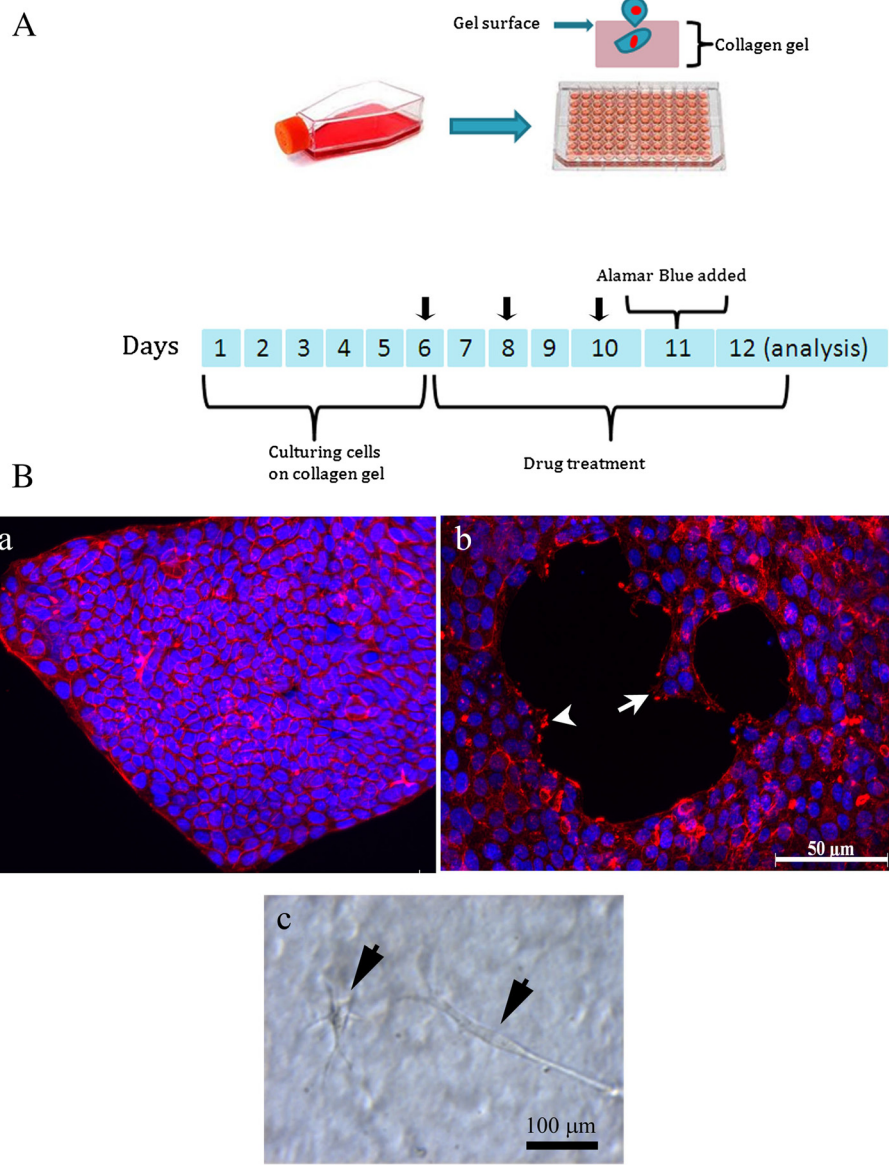 A
Gel surface
Collagen gel
Alamar Blue added
Days 1 2 3 4 5 6 7 8 9 10 11 12 (analysis)
Culturing cells
on collagen gel
Drug treatment
B
a
b
50 µm
c
100 µm